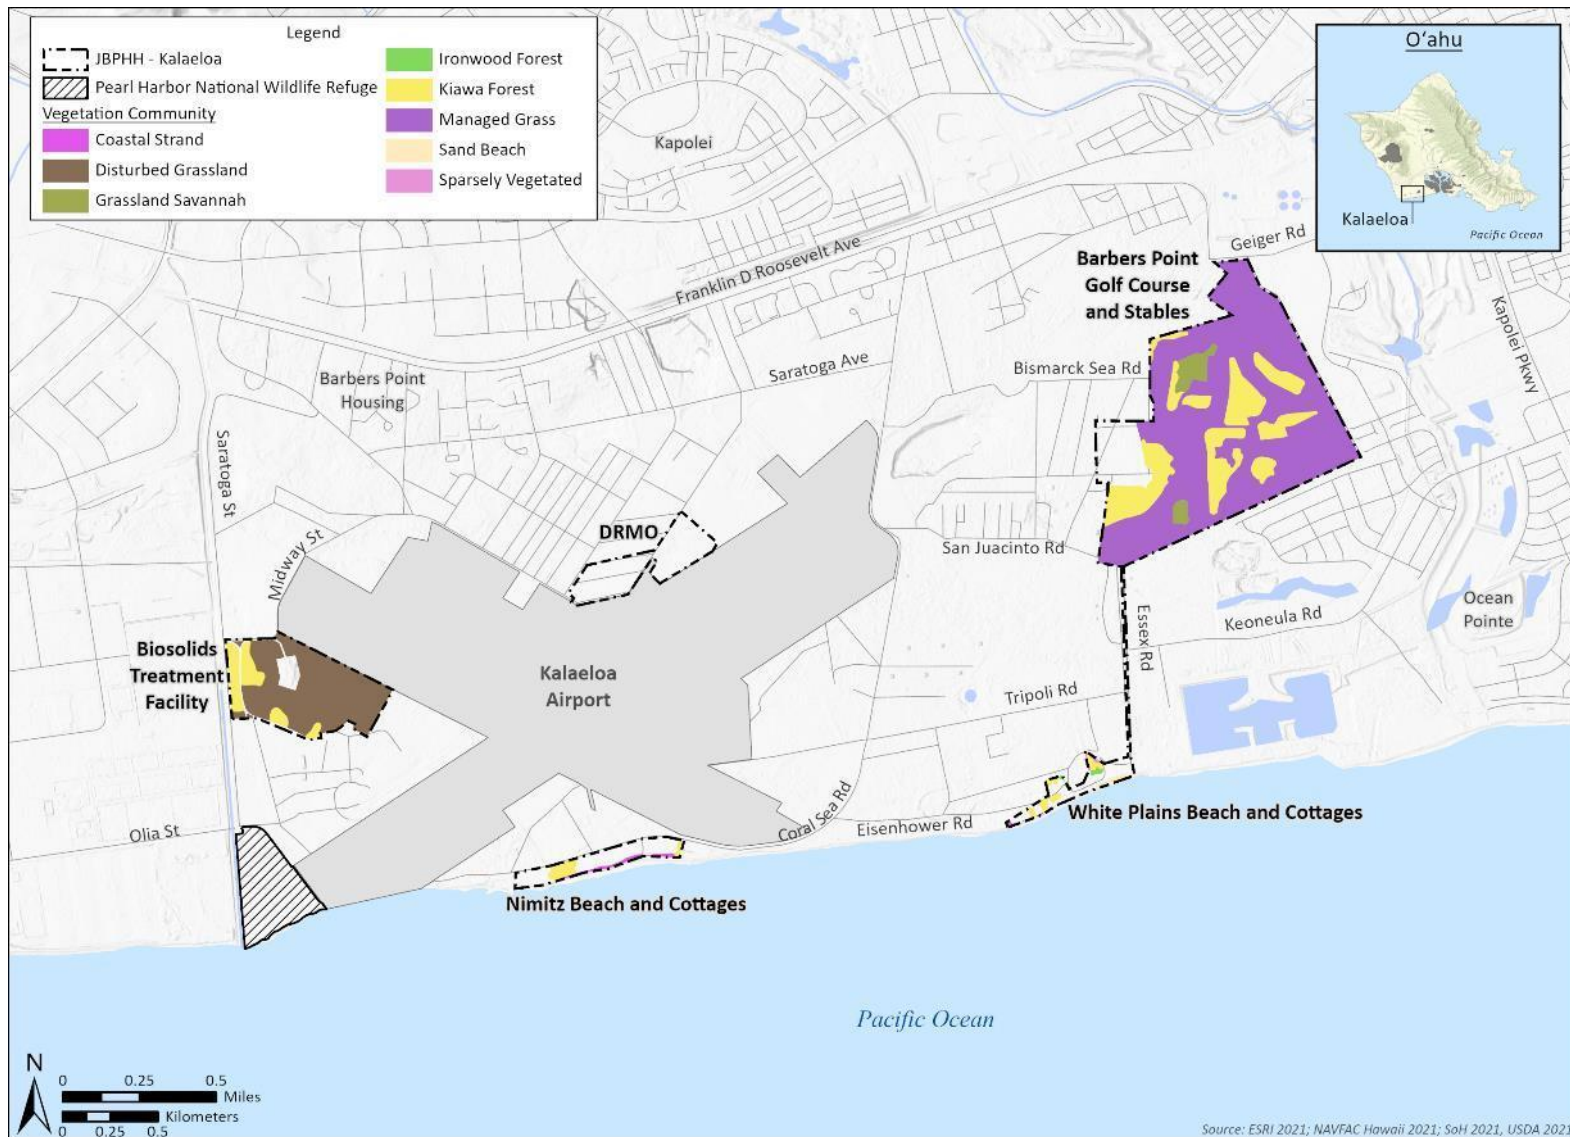 Legend
JBPHH - Kalaeloa
Pearl Harbor National Wildlife Refuge
Vegetation Community
Coastal Strand
Disturbed Grassland
Grassland Savannah
Ironwood Forest
Kiawa Forest
Managed Grass
Sand Beach
Sparsely Vegetated
Oʻahu
Kalaeloa
Pacific Ocean
Kapolei
Geiger Rd
Franklin D Roosevelt Ave
Barbers Point
Golf Course
and Stables
Kapolei Pkwy
Saratoga Ave
Bismarck Sea Rd
Barbers Point
Housing
Saratoga St
DRMO
Midway St
San Juacinto Rd
Essex Rd
Keoneula Rd
Ocean
Pointe
Biosolids
Treatment
Facility
Kalaeloa
Airport
Tripoli Rd
Olia St
Coral Sea Rd
Eisenhower Rd
White Plains Beach and Cottages
Nimitz Beach and Cottages
Pacific Ocean
N
0 0.25 0.5
Miles
Kilometers
0 0.25 0.5
Source: ESRI 2021; NAVFAC Hawaii 2021; SoH 2021, USDA 2021